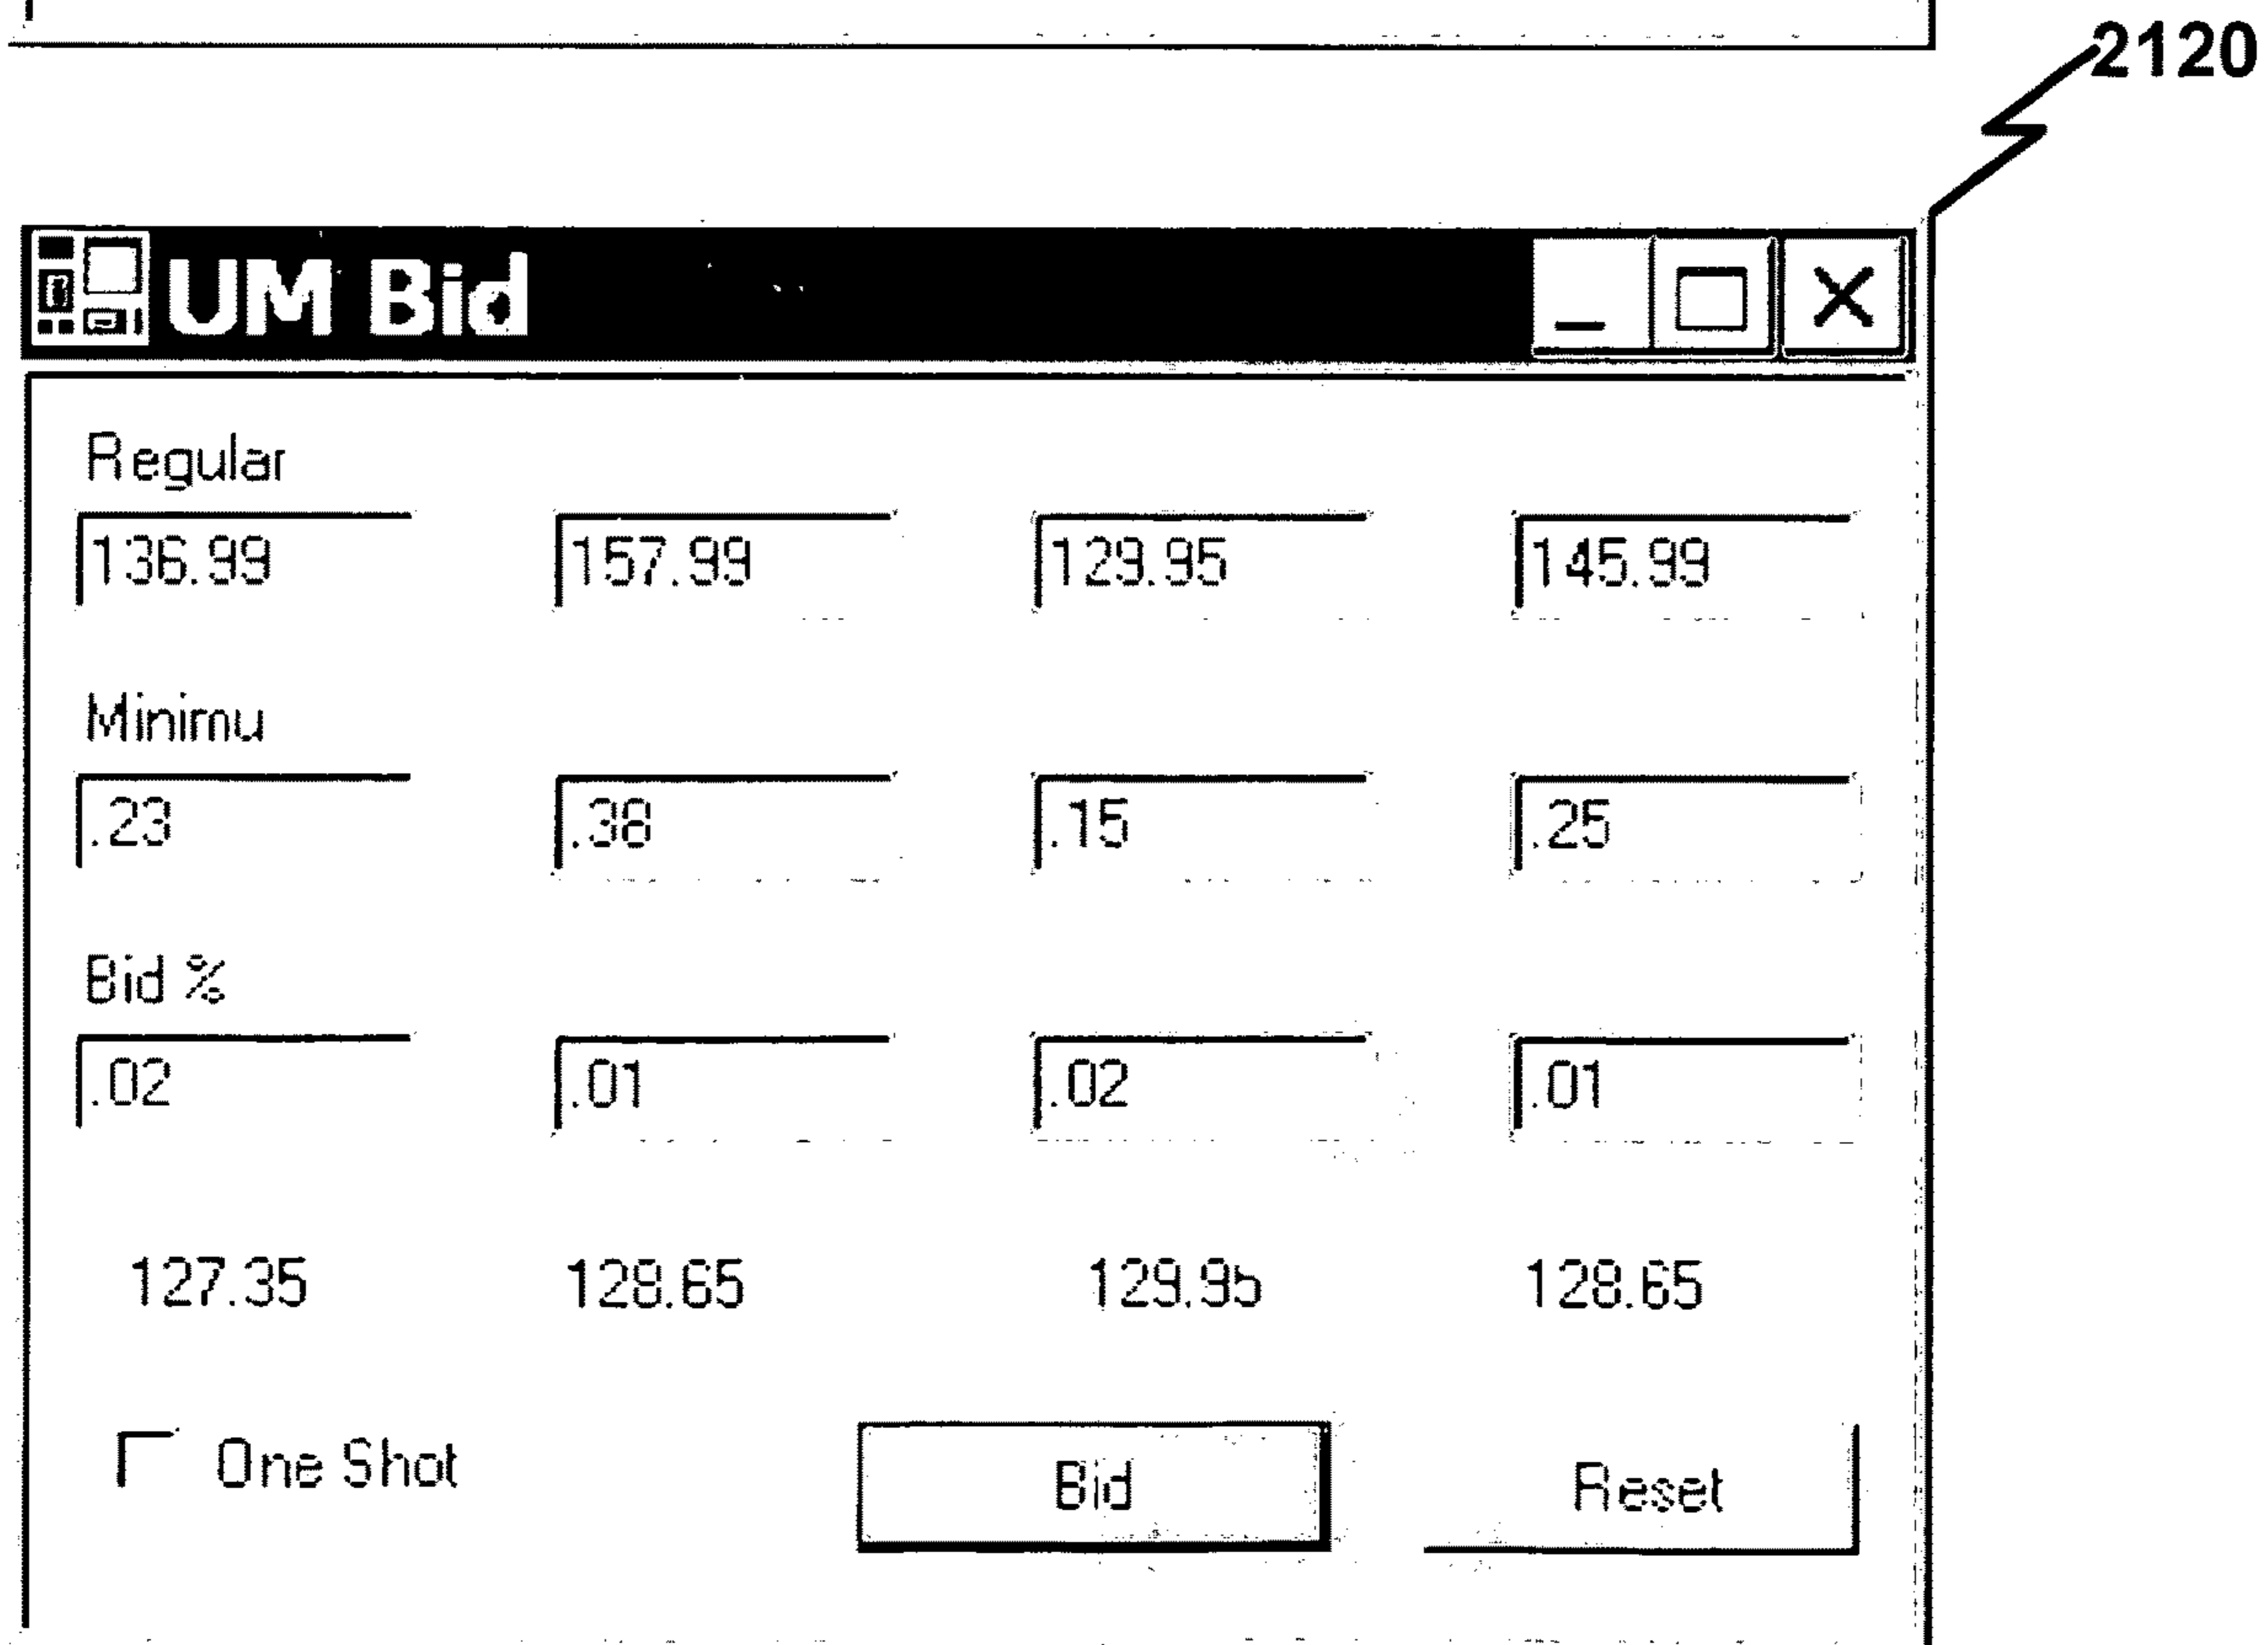 2120
UM Bid
Regular
136.99 157.99 129.95 145.99
Minimu
.23 .38 .15 .25
Bid %
.02 .01 .02 .01
127.35 128.65 129.95 128.65
One Shot Bid Reset